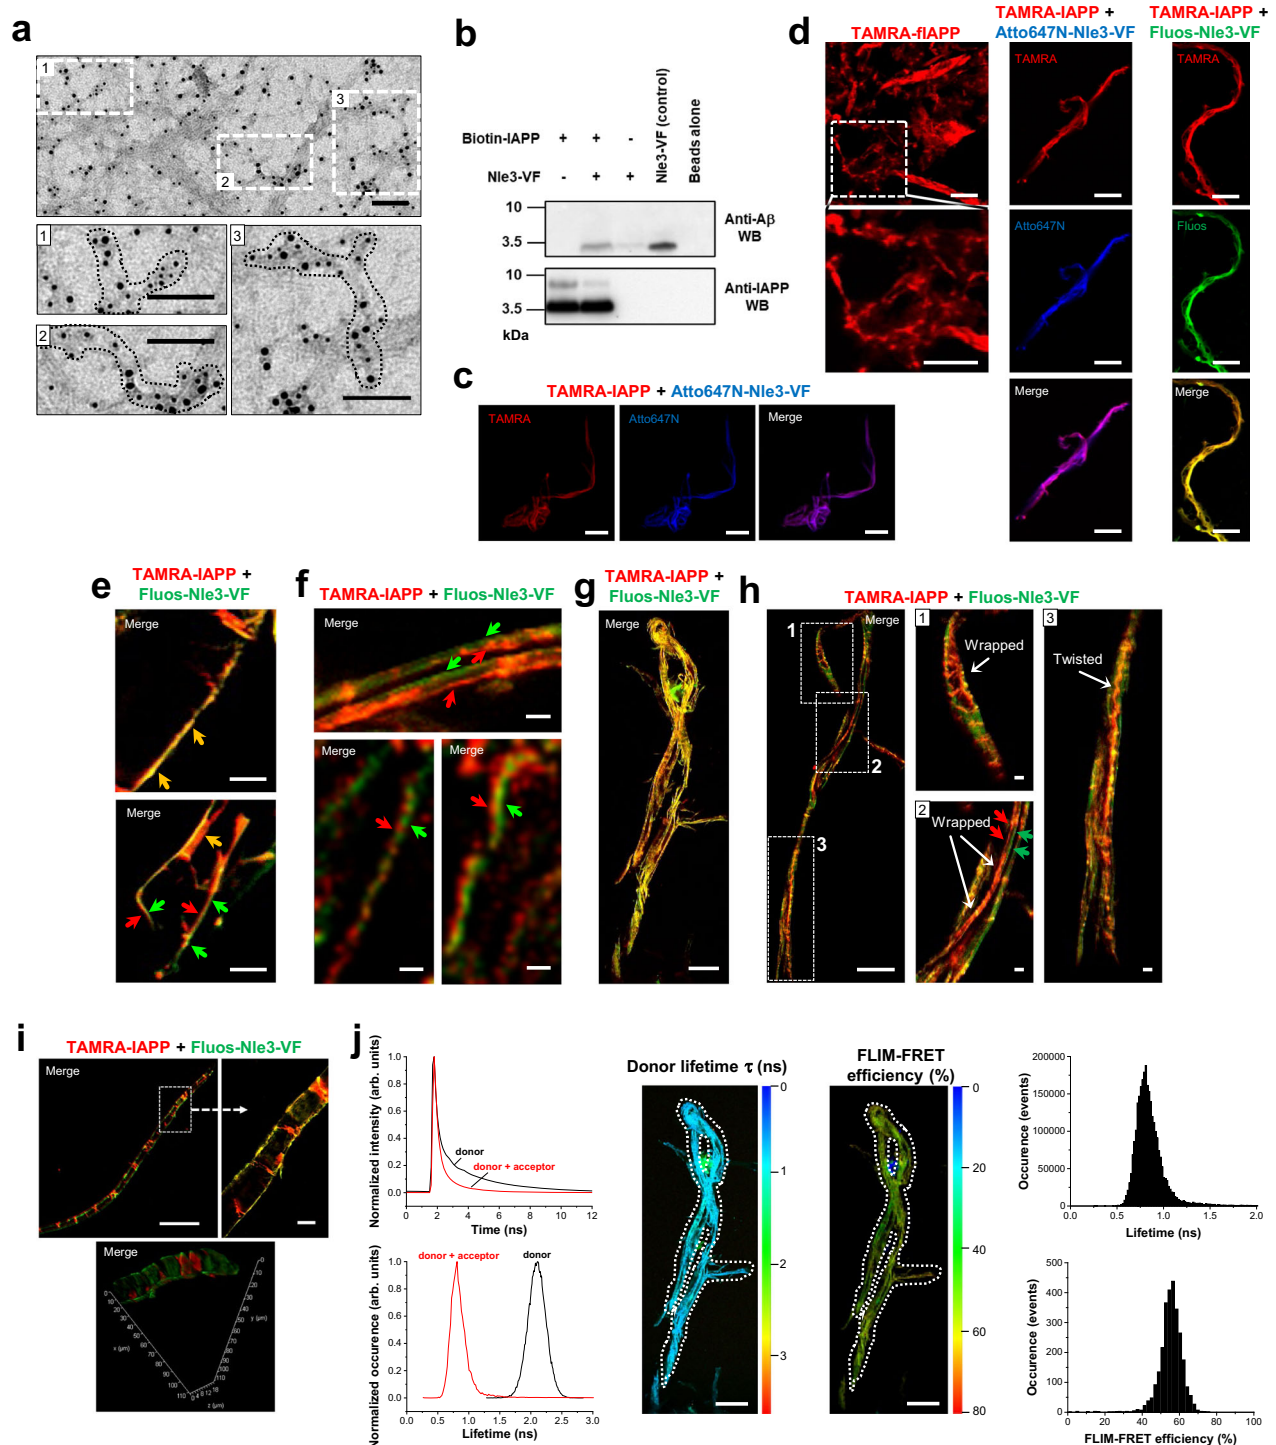 a
1
2
3
1
3
2
b
Biotin-IAPP + + -
Nle3-VF - + +
Nle3-VF (control)
Beads alone
10
3.5
Anti-Aβ
WB
10
3.5
Anti-IAPP
WB
kDa
c
TAMRA-IAPP + Atto647N-Nle3-VF
TAMRA
Atto647N
Merge
d
TAMRA-fIAPP
TAMRA-IAPP +
Atto647N-Nle3-VF
TAMRA-IAPP +
Fluos-Nle3-VF
TAMRA
TAMRA
Atto647N
Fluos
Merge
Merge
e
TAMRA-IAPP +
Fluos-Nle3-VF
Merge
Merge
f
TAMRA-IAPP + Fluos-Nle3-VF
Merge
Merge
Merge
g
TAMRA-IAPP +
Fluos-Nle3-VF
Merge
h
TAMRA-IAPP + Fluos-Nle3-VF
Merge
1
2
3
1
Wrapped
2
Wrapped
3
Twisted
i
TAMRA-IAPP + Fluos-Nle3-VF
Merge
Merge
x (µm)
y (µm)
z (µm)
j
Normalized intensity (arb. units)
1.0
0.8
0.6
0.4
0.2
0.0
donor
donor + acceptor
0 2 4 6 8 10 12
Time (ns)
Normalized occurence (arb. units)
1.0
0.8
0.6
0.4
0.2
0.0
donor + acceptor
donor
0.0 0.5 1.0 1.5 2.0 2.5 3.0
Lifetime (ns)
Donor lifetime τ (ns)
0
1
2
3
FLIM-FRET
efficiency (%)
0
20
40
60
80
Occurence (events)
200000
150000
100000
50000
0
0.0 0.5 1.0 1.5 2.0
Lifetime (ns)
Occurence (events)
500
400
300
200
100
0
0 20 40 60 80 100
FLIM-FRET efficiency (%)